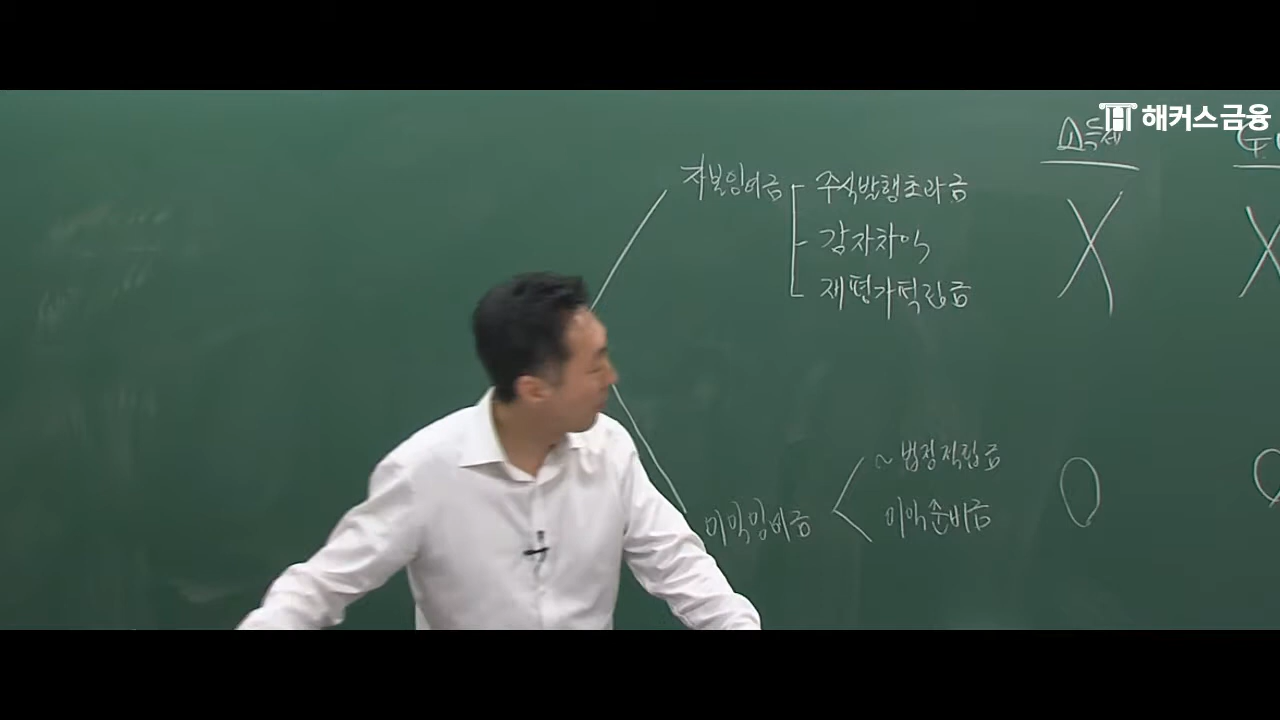 해커스금융
소득세
자본잉여금 주식발행초과금 X X
감자차익
재평가적립금
~법정적립금
이익잉여금 이익준비금 O